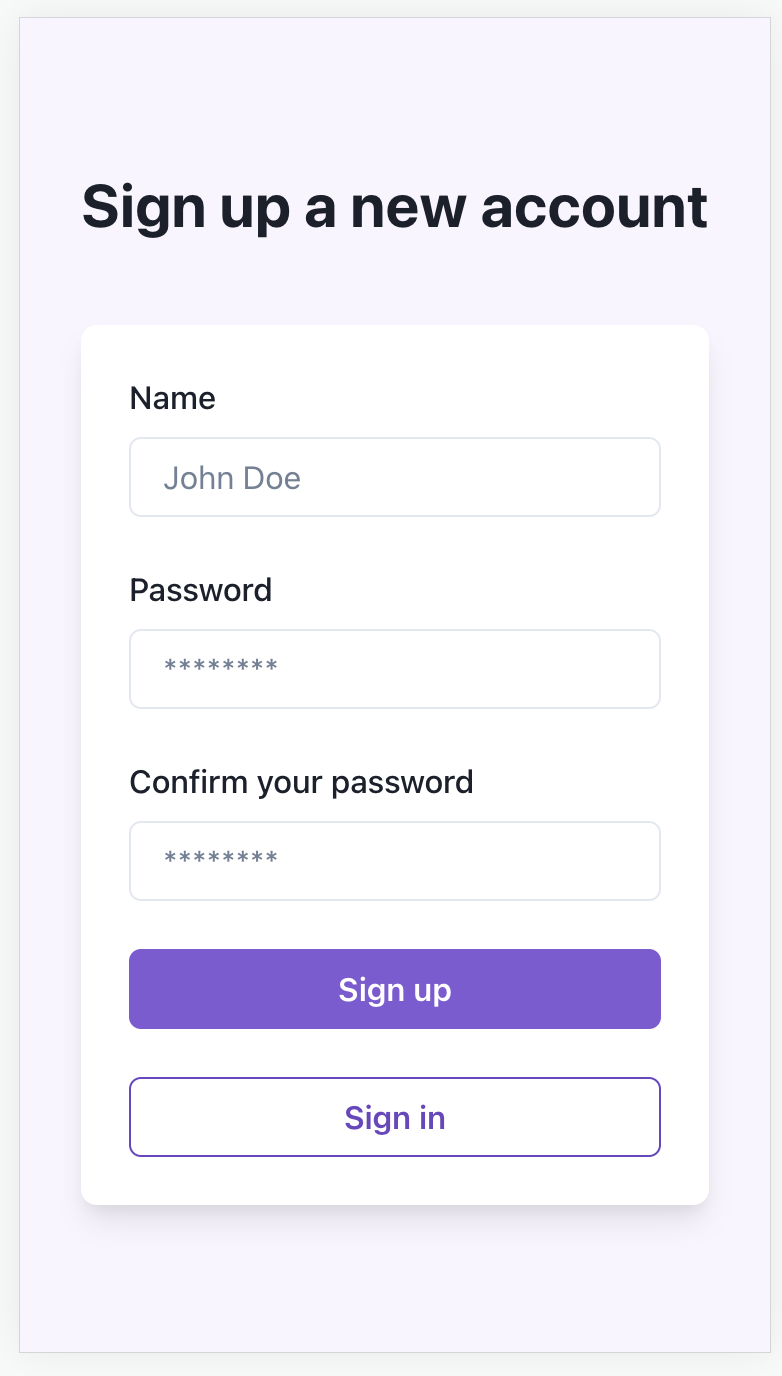 Sign up a new account
Name
John Doe
Password
********
Confirm your password
********
Sign up
Sign in